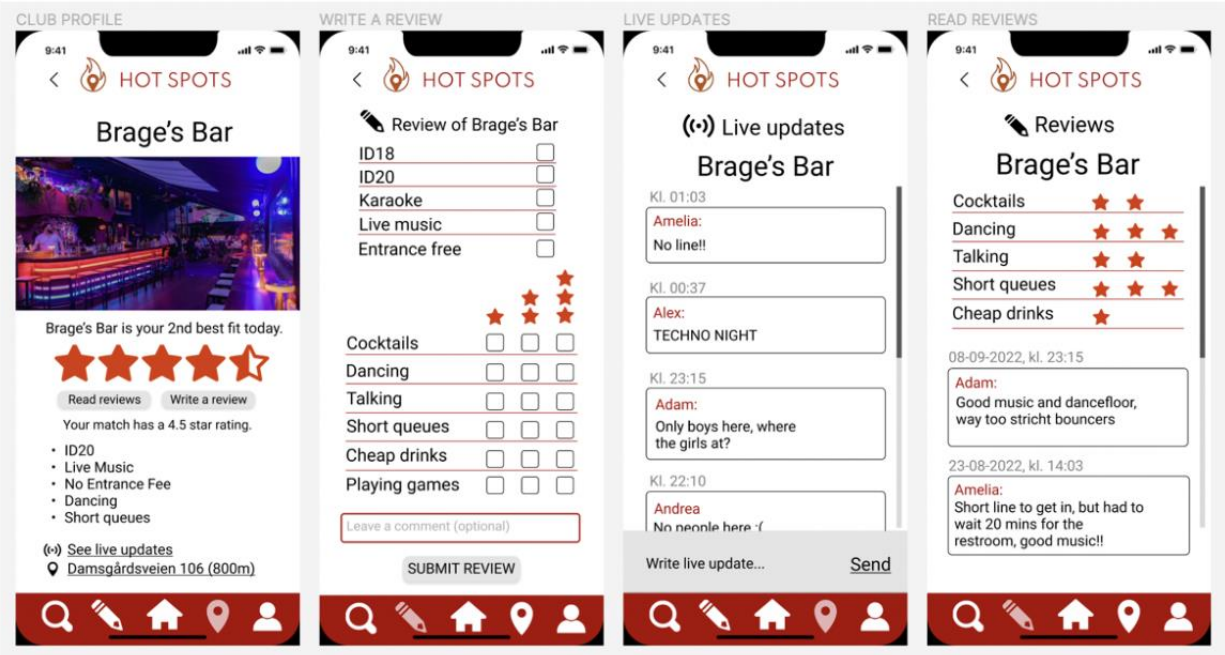 CLUB PROFILE
9:41
HOT SPOTS
Brage's Bar
Brage's Bar is your 2nd best fit today.
Read reviews
Write a review
Your match has a 4.5 star rating.
• ID20
• Live Music
• No Entrance Fee
• Dancing
• Short queues
See live updates
Damsgårdsveien 106 (800m)
WRITE A REVIEW
9:41
HOT SPOTS
Review of Brage's Bar
ID18
ID20
Karaoke
Live music
Entrance free
Cocktails
Dancing
Talking
Short queues
Cheap drinks
Playing games
Leave a comment (optional)
SUBMIT REVIEW
LIVE UPDATES
9:41
HOT SPOTS
Live updates
Brage's Bar
Kl. 01:03
Amelia:
No line!!
Kl. 00:37
Alex:
TECHNO NIGHT
Kl. 23:15
Adam:
Only boys here, where
the girls at?
Kl. 22:10
Andrea
No people here :(
Write live update...
Send
READ REVIEWS
9:41
HOT SPOTS
Reviews
Brage's Bar
Cocktails
Dancing
Talking
Short queues
Cheap drinks
08-09-2022, kl. 23:15
Adam:
Good music and dancefloor,
way too stricht bouncers
23-08-2022, kl. 14:03
Amelia:
Short line to get in, but had to
wait 20 mins for the
restroom, good music!!